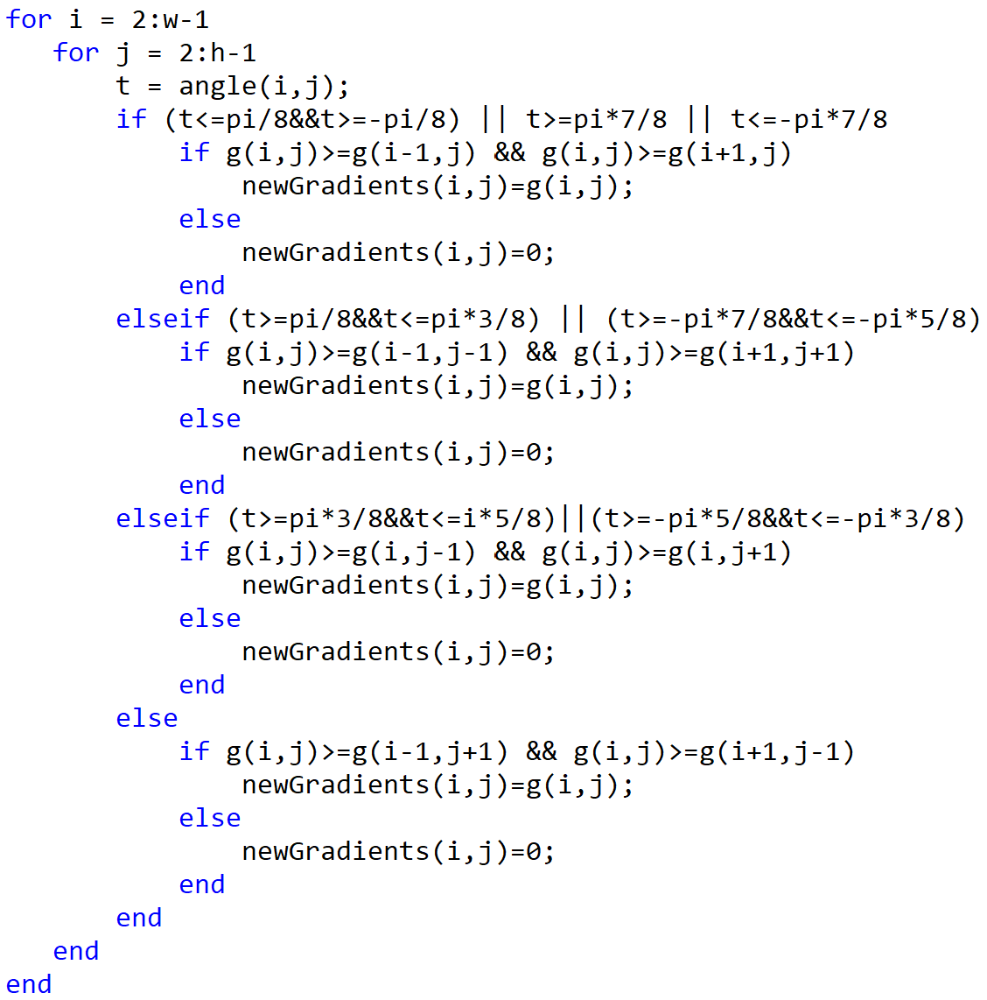 for i = 2:w-1
for j = 2:h-1
t = angle(i,j);
if (t<=pi/8&&t>=-pi/8) || t>=pi*7/8 || t<=-pi*7/8
if g(i,j)>=g(i-1,j) && g(i,j)>=g(i+1,j)
newGradients(i,j)=g(i,j);
else
newGradients(i,j)=0;
end
elseif (t>=pi/8&&t<=pi*3/8) || (t>=-pi*7/8&&t<=-pi*5/8)
if g(i,j)>=g(i-1,j-1) && g(i,j)>=g(i+1,j+1)
newGradients(i,j)=g(i,j);
else
newGradients(i,j)=0;
end
elseif (t>=pi*3/8&&t<=i*5/8)||(t>=-pi*5/8&&t<=-pi*3/8)
if g(i,j)>=g(i,j-1) && g(i,j)>=g(i,j+1)
newGradients(i,j)=g(i,j);
else
newGradients(i,j)=0;
end
else
if g(i,j)>=g(i-1,j+1) && g(i,j)>=g(i+1,j-1)
newGradients(i,j)=g(i,j);
else
newGradients(i,j)=0;
end
end
end
end